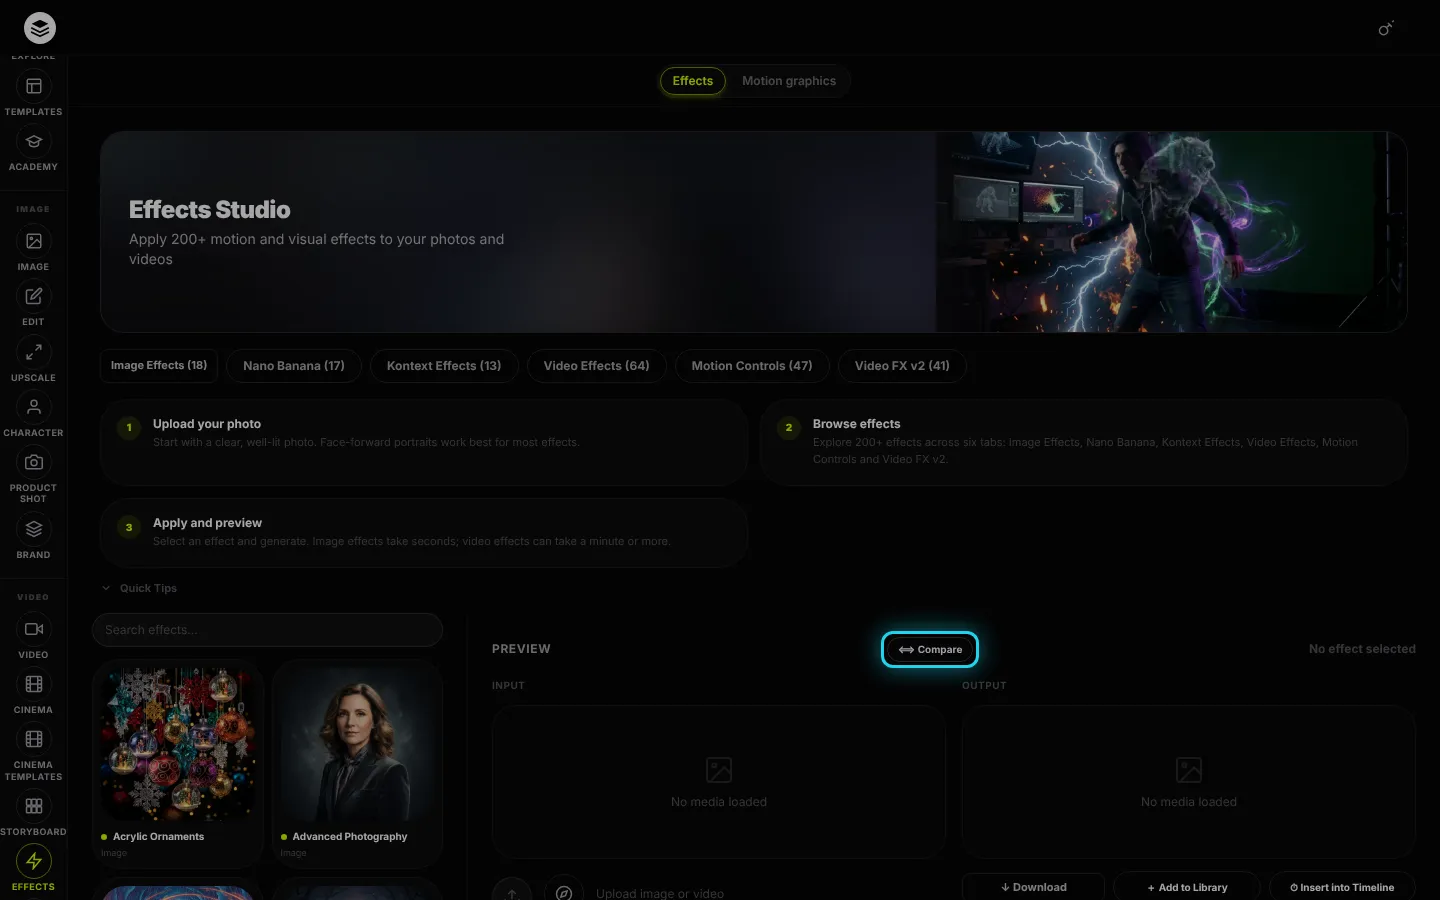 EXPLORE
TEMPLATES
ACADEMY
IMAGE
IMAGE
EDIT
UPSCALE
CHARACTER
PRODUCT
SHOT
BRAND
VIDEO
VIDEO
CINEMA
CINEMA
TEMPLATES
STORYBOARD
EFFECTS
Effects
Motion graphics
Effects Studio
Apply 200+ motion and visual effects to your photos and
videos
Image Effects (18)
Nano Banana (17)
Kontext Effects (13)
Video Effects (64)
Motion Controls (47)
Video FX v2 (41)
1
Upload your photo
Start with a clear, well-lit photo. Face-forward portraits work best for most effects.
2
Browse effects
Explore 200+ effects across six tabs: Image Effects, Nano Banana, Kontext Effects, Video Effects, Motion
Controls and Video FX v2.
3
Apply and preview
Select an effect and generate. Image effects take seconds; video effects can take a minute or more.
Quick Tips
Search effects...
Acrylic Ornaments
Image
Advanced Photography
Image
PREVIEW
Compare
No effect selected
INPUT
OUTPUT
No media loaded
No media loaded
Upload image or video
Download
+ Add to Library
Insert into Timeline